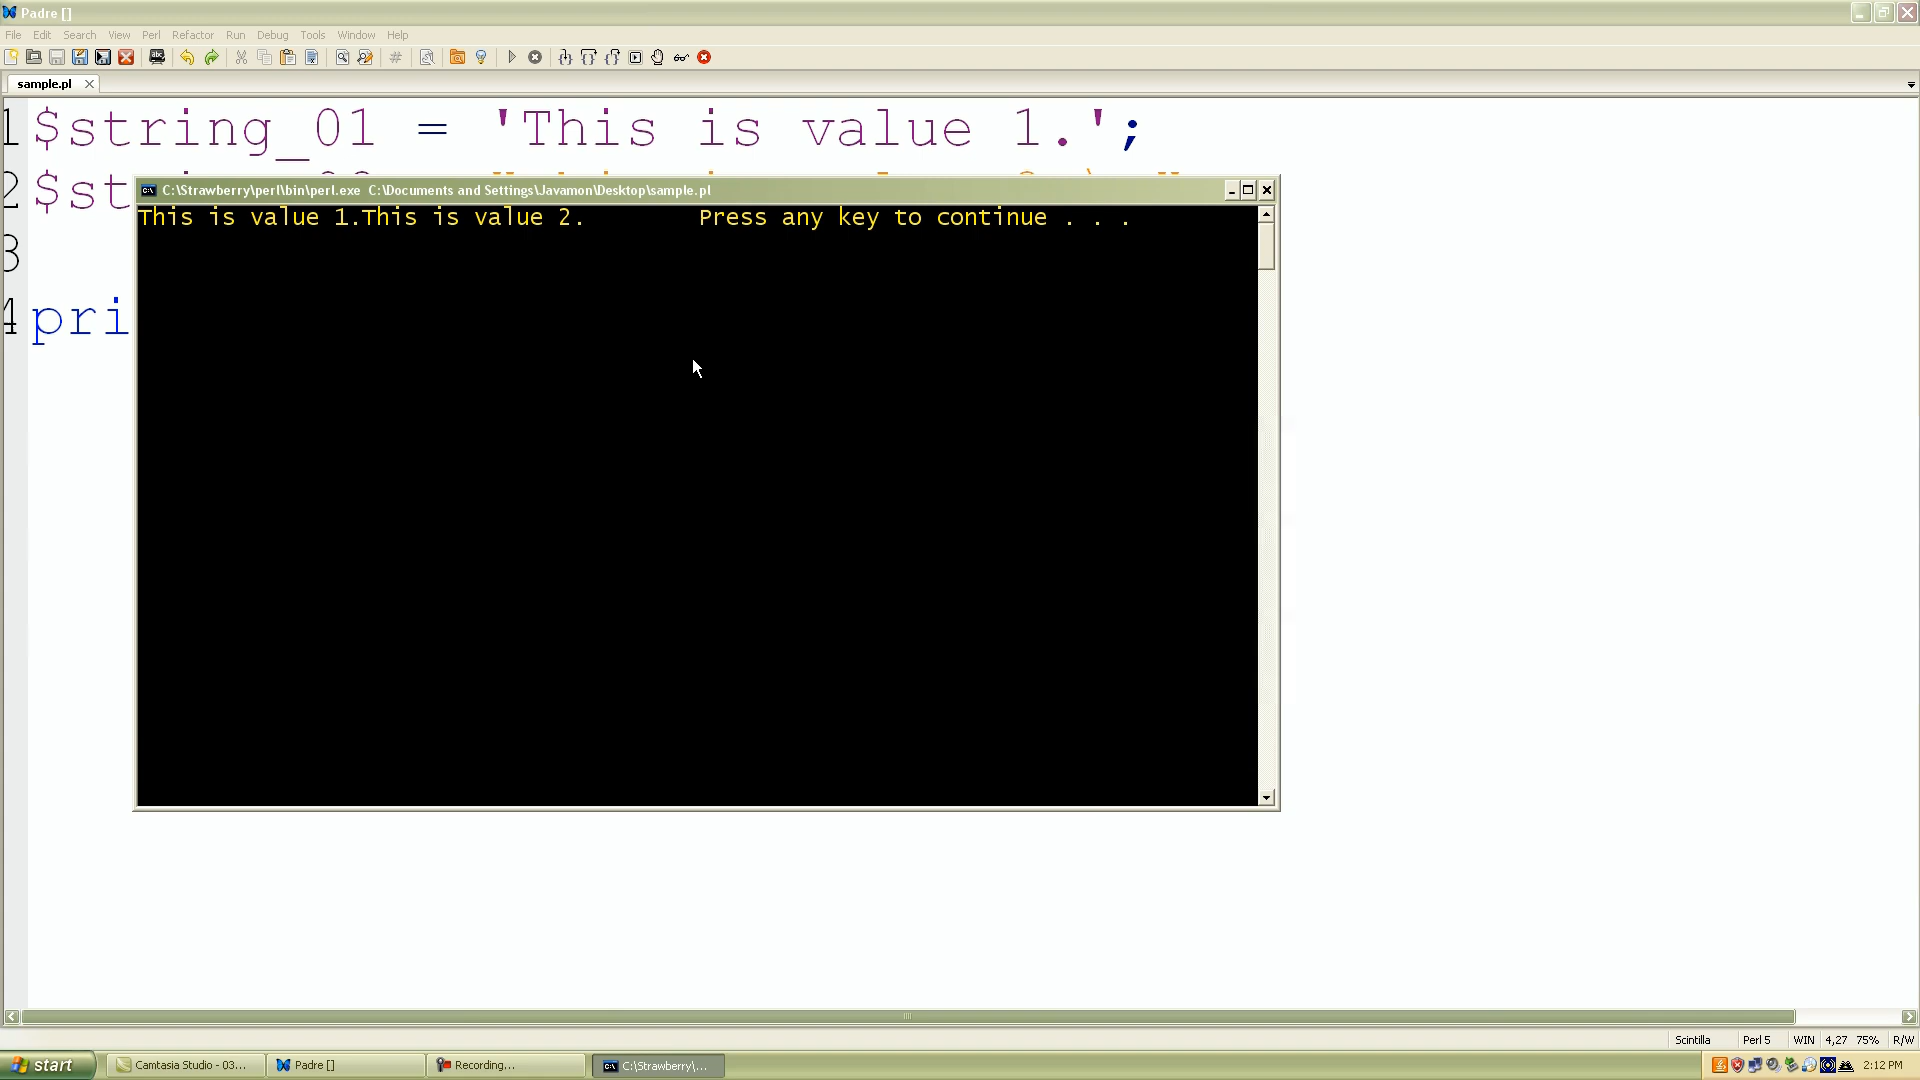 Padre []
File Edit Search View Perl Refactor Run Debug Tools Window Help
sample.pl
1 $string_01 = 'This is value 1.';
2 $st
3
4 pri
C:\Strawberry\perl\bin\perl.exe C:\Documents and Settings\Javamon\Desktop\sample.pl
This is value 1.This is value 2. Press any key to continue . . .
Scintilla Perl 5 WIN 4,27 75% R/W
start Camtasia Studio - 03... Padre [] Recording... C:\Strawberry\... 2:12 PM